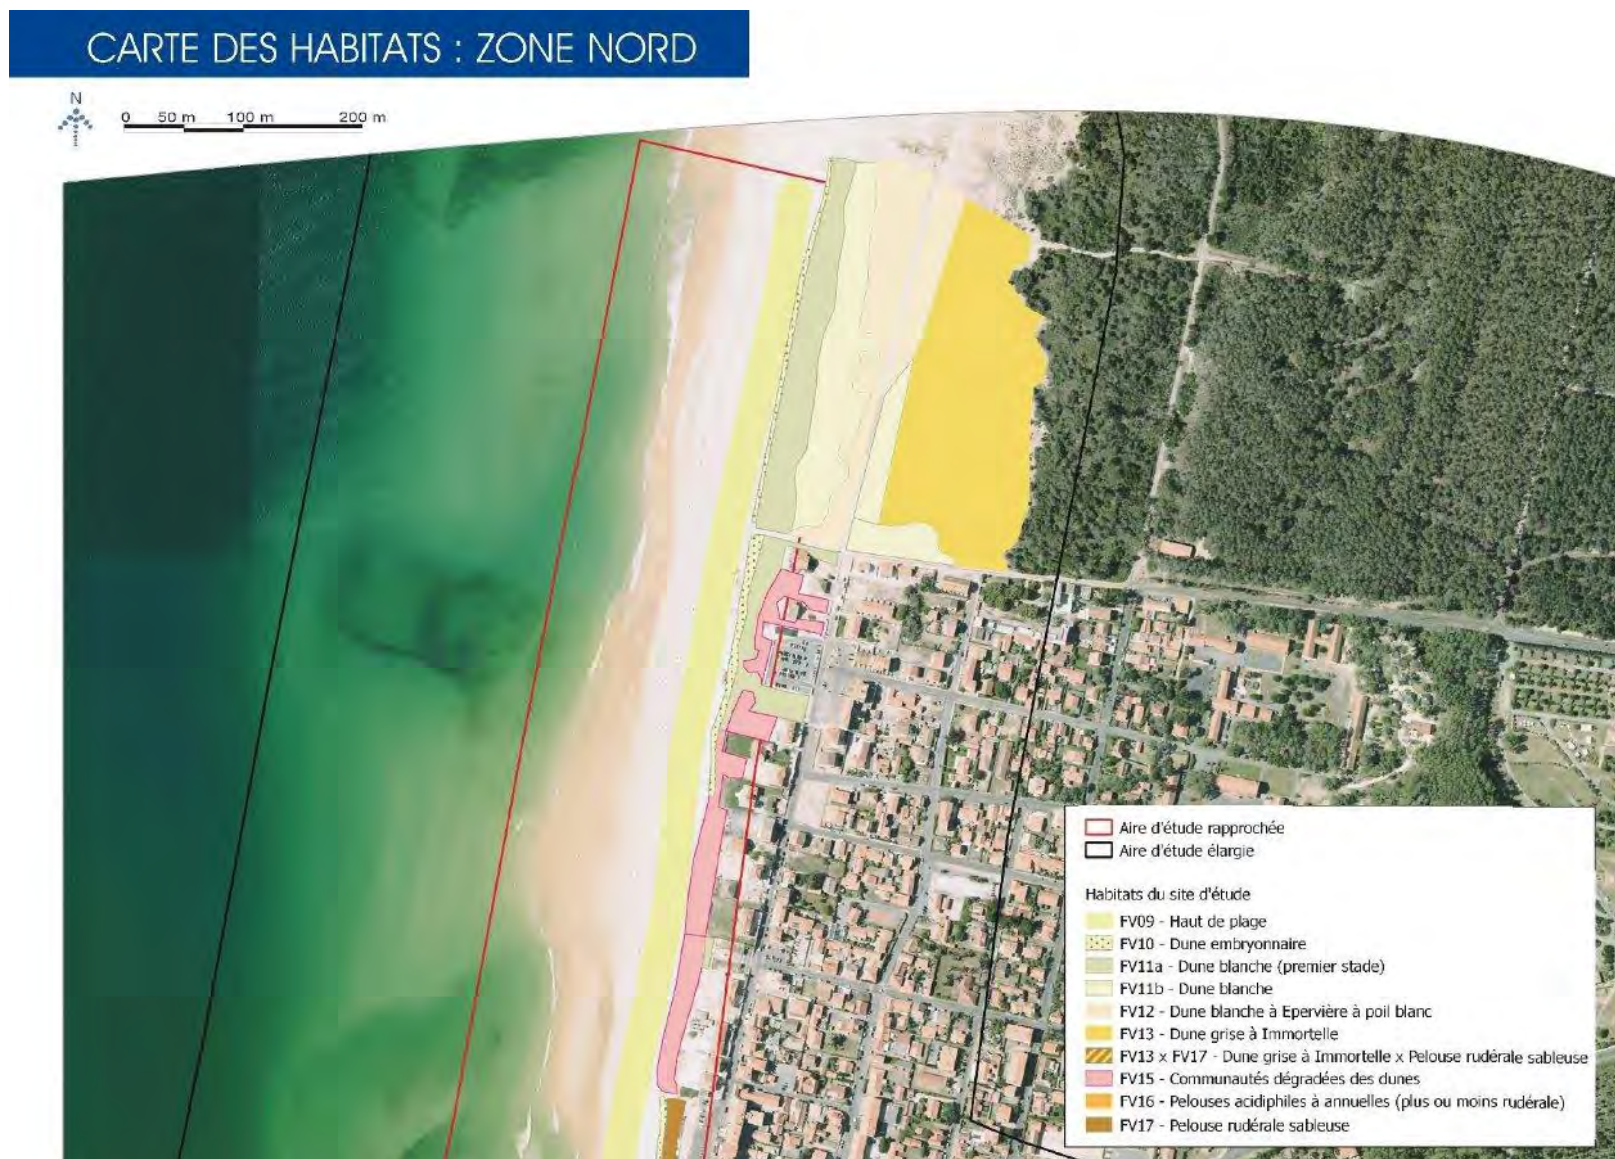 CARTE DES HABITATS : ZONE NORD
N
0 50 m 100 m 200 m
Aire d'étude rapprochée
Aire d'étude élargie
Habitats du site d'étude
FV09 - Haut de plage
FV10 - Dune embryonnaire
FV11a - Dune blanche (premier stade)
FV11b - Dune blanche
FV12 - Dune blanche à Epervière à poil blanc
FV13 - Dune grise à Immortelle
FV13 x FV17 - Dune grise à Immortelle x Pelouse rudérale sableuse
FV15 - Communautés dégradées des dunes
FV16 - Pelouses acidiphiles à annuelles (plus ou moins rudérale)
FV17 - Pelouse rudérale sableuse